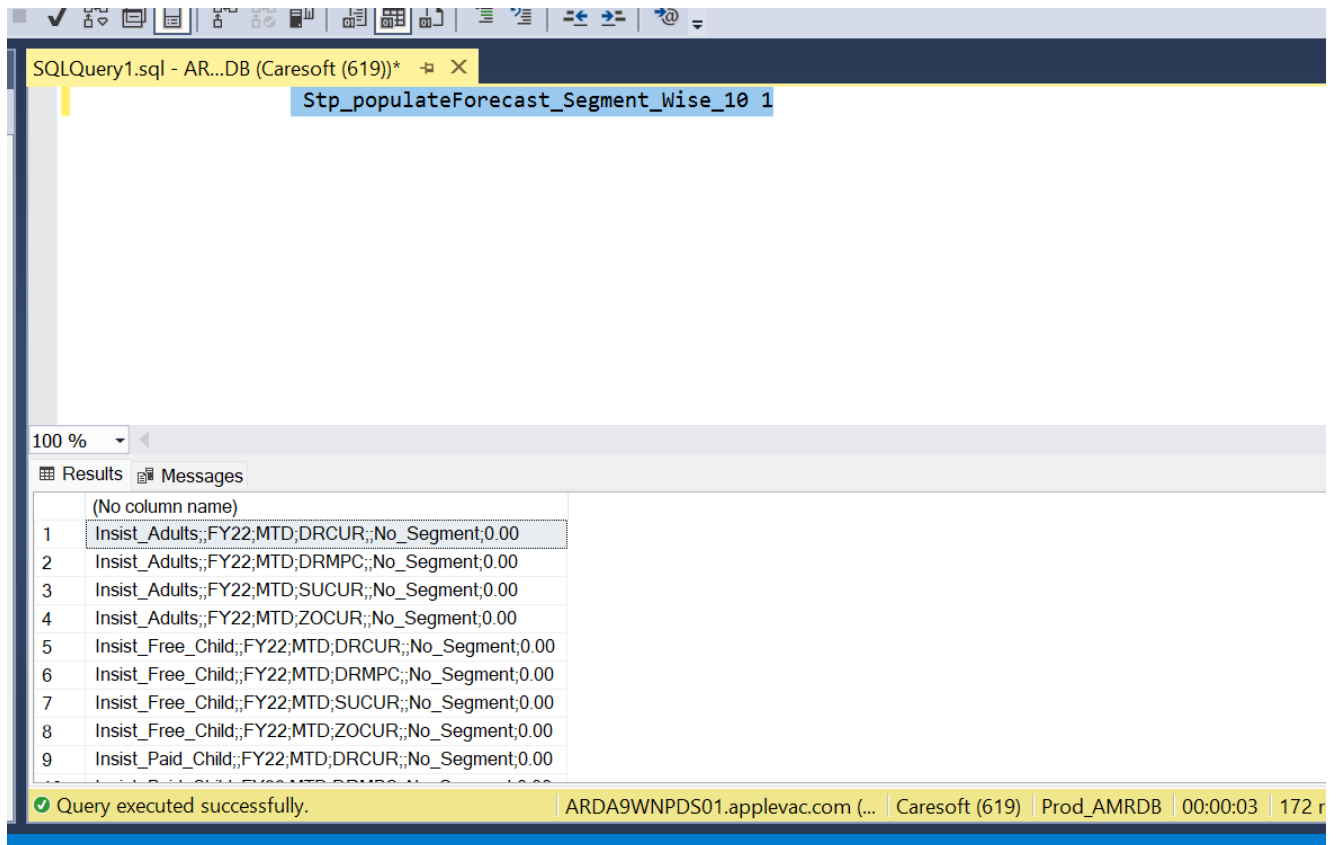 SQLQuery1.sql - AR...DB (Caresoft (619))*
Stp_populateForecast_Segment_Wise_10 1
100 %
Results Messages
(No column name)
1 Insist_Adults;;FY22;MTD;DRCUR;;No_Segment;0.00
2 Insist_Adults;;FY22;MTD;DRMPC;;No_Segment;0.00
3 Insist_Adults;;FY22;MTD;SUCUR;;No_Segment;0.00
4 Insist_Adults;;FY22;MTD;ZOCUR;;No_Segment;0.00
5 Insist_Free_Child;;FY22;MTD;DRCUR;;No_Segment;0.00
6 Insist_Free_Child;;FY22;MTD;DRMPC;;No_Segment;0.00
7 Insist_Free_Child;;FY22;MTD;SUCUR;;No_Segment;0.00
8 Insist_Free_Child;;FY22;MTD;ZOCUR;;No_Segment;0.00
9 Insist_Paid_Child;;FY22;MTD;DRCUR;;No_Segment;0.00
Query executed successfully. ARDA9WNPDS01.applevac.com (... Caresoft (619) Prod_AMRDB 00:00:03 172 r